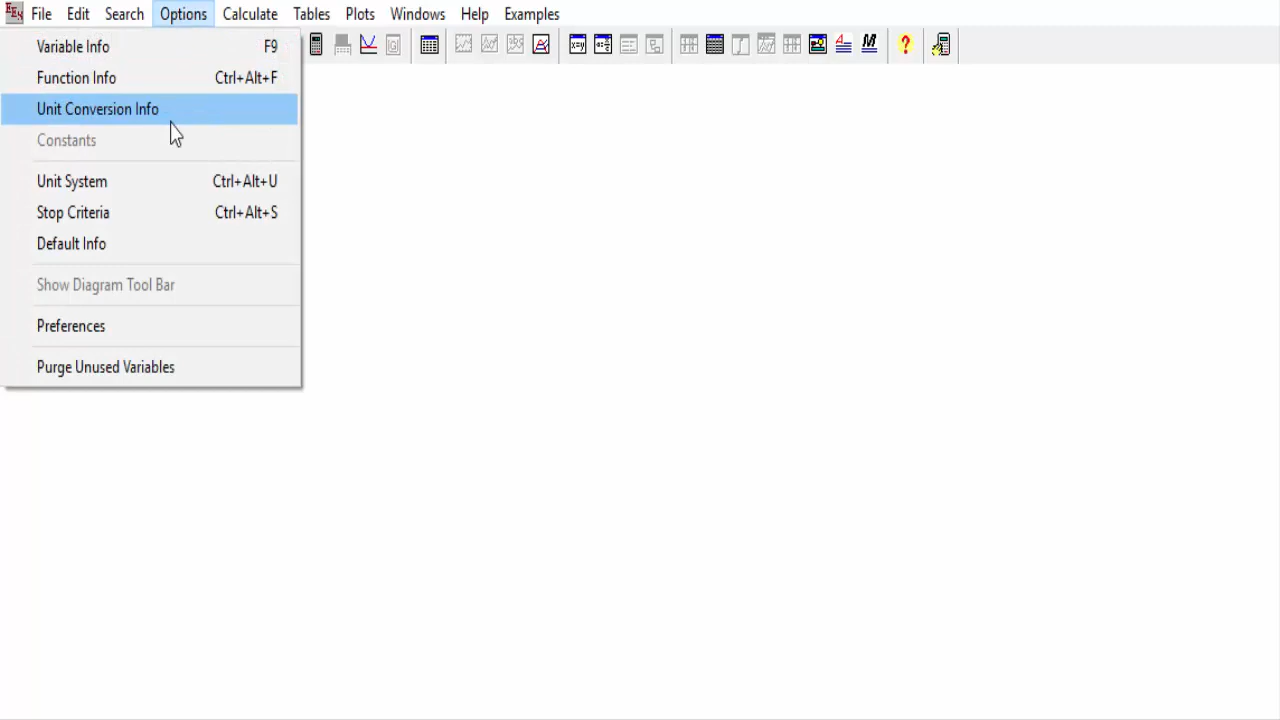 File Edit Search Options Calculate Tables Plots Windows Help Examples
Variable Info F9
Function Info Ctrl+Alt+F
Unit Conversion Info
Constants
Unit System Ctrl+Alt+U
Stop Criteria Ctrl+Alt+S
Default Info
Show Diagram Tool Bar
Preferences
Purge Unused Variables